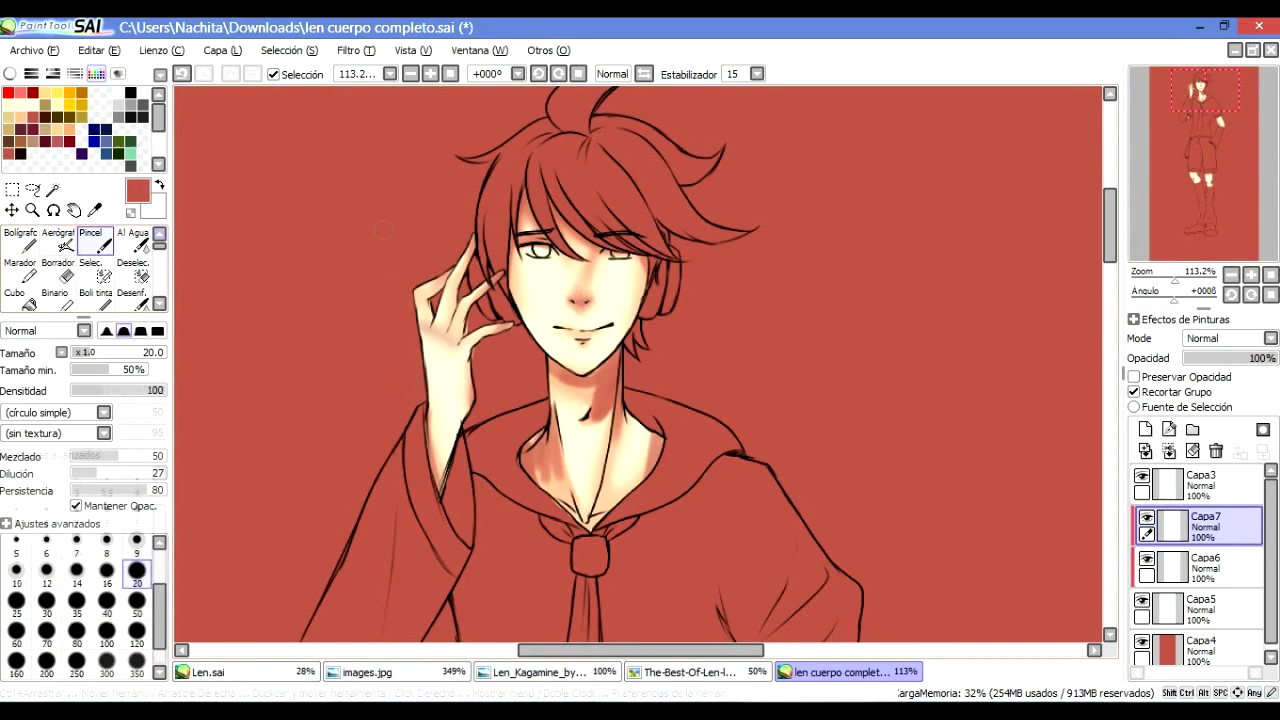 PaintTool SAI C:\Users\Nachita\Downloads\len cuerpo completo.sai (*)
Archivo (F) Editar (E) Lienzo (C) Capa (L) Selección (S) Filtro (T) Vista (V) Ventana (W) Otros (O)
Selección 113.2... +000º Normal Estabilizador 15
Bolígrafo Aerógraf Pincel Al Agua
Marador Borrador Selec. Deselec.
Cubo Binario Boli tinta Desenf.
Normal
Tamaño x 1.0 20.0
Tamaño min. 50%
Densitidad 100
(círculo simple) 50
(sin textura) 95
Mezclado 50
Dilución 27
Persistencia 80
Mantener Opac.
Ajustes avanzados
5 6 7 8 9
10 12 14 16 20
25 30 35 40 50
60 70 80 100 120
160 200 250 300 350
Zoom 113.2%
Angulo +000ß
Efectos de Pinturas
Mode Normal
Opacidad 100%
Preservar Opacidad
Recortar Grupo
Fuente de Selección
Capa3
Normal
100%
Capa7
Normal
100%
Capa6
Normal
100%
Capa5
Normal
100%
Capa4
Normal
Len.sai 28% images.jpg 349% Len_Kagamine_by... 100% The-Best-Of-Len-I... 50% len cuerpo complet... 113%
:argaMemoria: 32% (254MB usados / 913MB reservados) Shift Ctrl Alt SPC Any